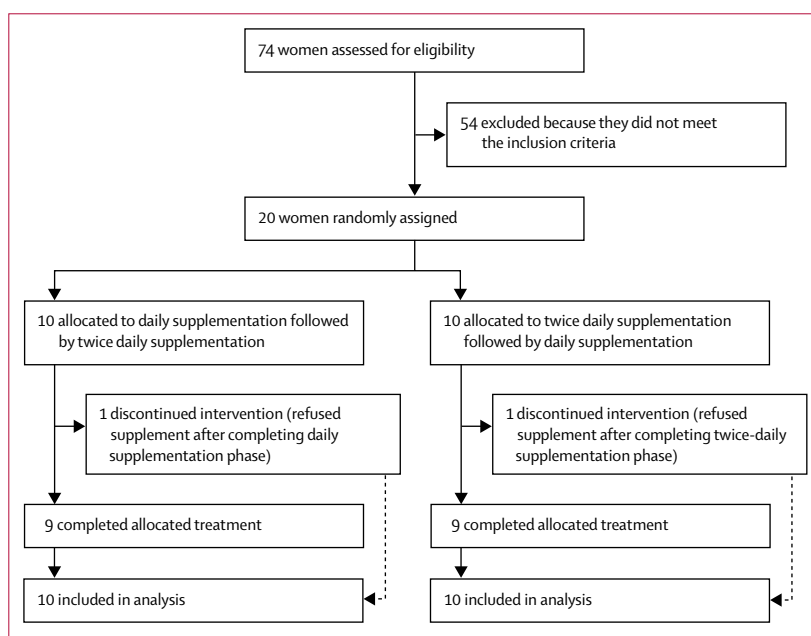 74 women assessed for eligibility
54 excluded because they did not meet
the inclusion criteria
20 women randomly assigned
10 allocated to daily supplementation followed
by twice daily supplementation
10 allocated to twice daily supplementation
followed by daily supplementation
1 discontinued intervention (refused
supplement after completing daily
supplementation phase)
1 discontinued intervention (refused
supplement after completing twice-daily
supplementation phase)
9 completed allocated treatment
9 completed allocated treatment
10 included in analysis
10 included in analysis